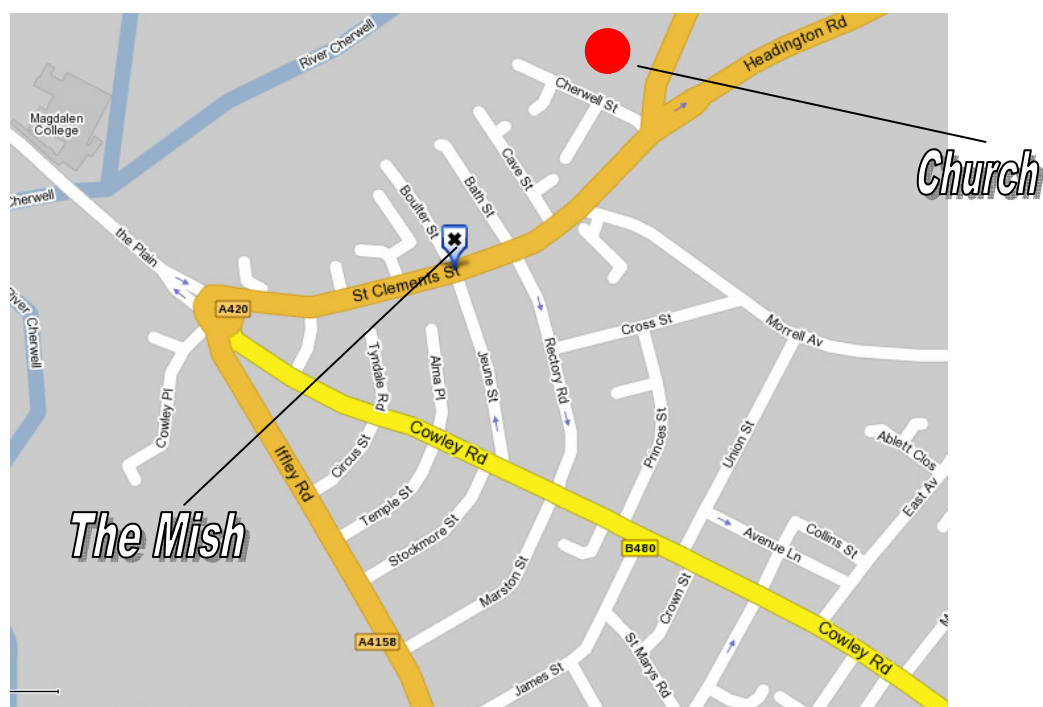 River Cherwell
Headington Rd
Magdalen
College
Cherwell St
Church
Cave St
Bath St
Boulter St
Cherwell
the Plain
St Clements St
A420
River Cherwell
Cross St
Morrell Av
Rectory Rd
Jeune St
Alma Pl
Tyndale Rd
Cowley Pl
Circus St
Cowley Rd
Iffley Rd
Princes St
Union St
Ablett Clos
East Av
The Mish
Temple St
Stockmore St
Marston St
B480
Avenue Ln
Collins St
Crown St
A4158
St Marys Rd
James St
Cowley Rd